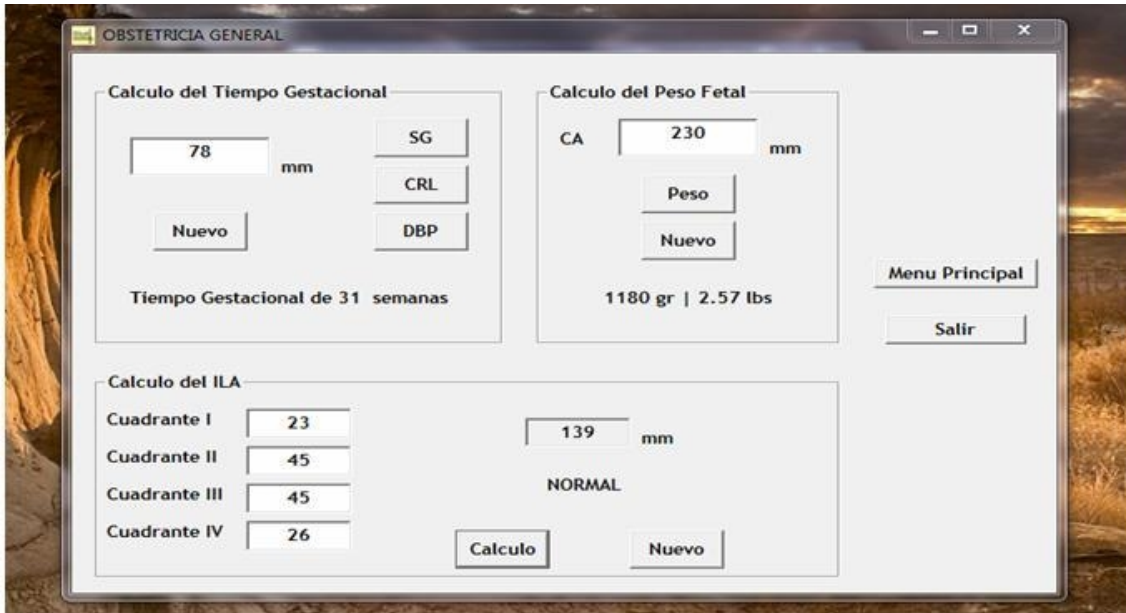 OBSTETRICIA GENERAL
Calculo del Tiempo Gestacional
78
mm
SG
CRL
Nuevo
DBP
Tiempo Gestacional de 31 semanas
Calculo del Peso Fetal
CA
230
mm
Peso
Nuevo
1180 gr | 2.57 lbs
Menu Principal
Salir
Calculo del ILA
Cuadrante I 23
Cuadrante II 45
Cuadrante III 45
Cuadrante IV 26
139 mm
NORMAL
Calculo
Nuevo